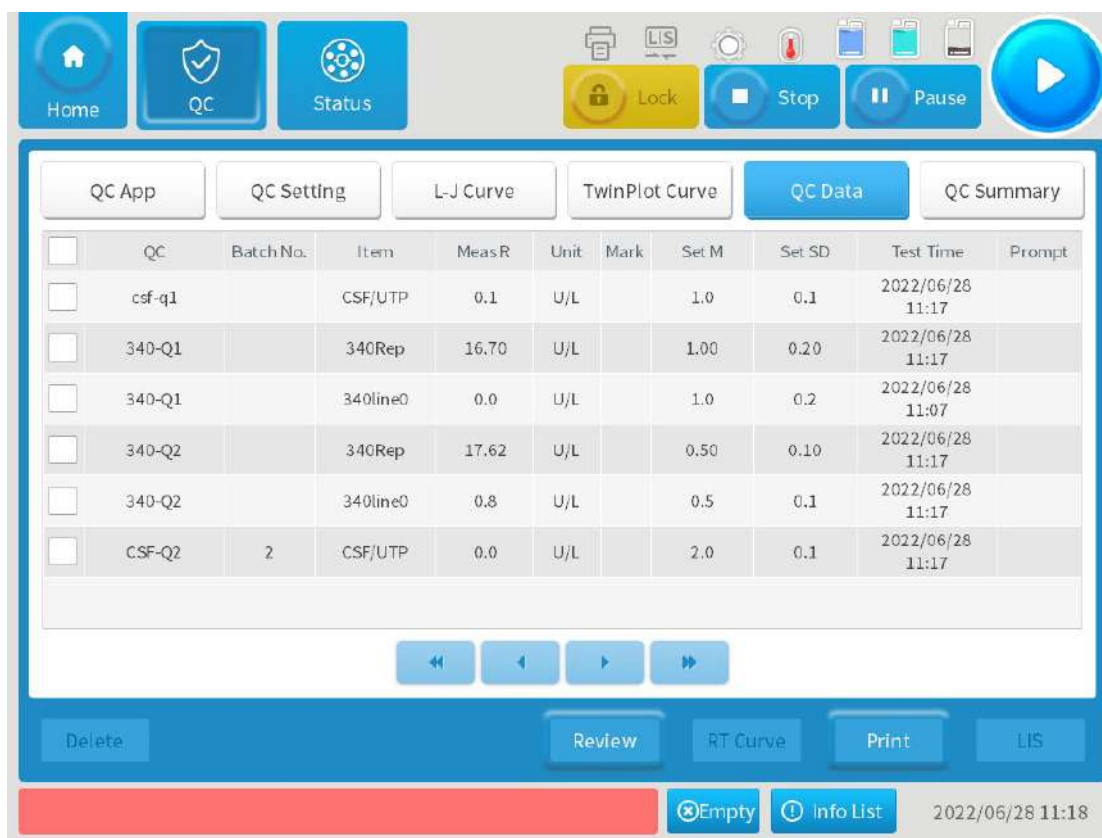 LIS
Home QC Status Lock Stop Pause
QC App QC Setting L-J Curve TwinPlot Curve QC Data QC Summary
QC Batch No. Item Meas R Unit Mark Set M Set SD Test Time Prompt
csf-q1 CSF/UTP 0.1 U/L 1.0 0.1 2022/06/28
11:17
340-Q1 340Rep 16.70 U/L 1.00 0.20 2022/06/28
11:17
340-Q1 340line0 0.0 U/L 1.0 0.2 2022/06/28
11:07
340-Q2 340Rep 17.62 U/L 0.50 0.10 2022/06/28
11:17
340-Q2 340line0 0.8 U/L 0.5 0.1 2022/06/28
11:17
CSF-Q2 2 CSF/UTP 0.0 U/L 2.0 0.1 2022/06/28
11:17
Delete Review RT Curve Print LIS
Empty Info List 2022/06/28 11:18